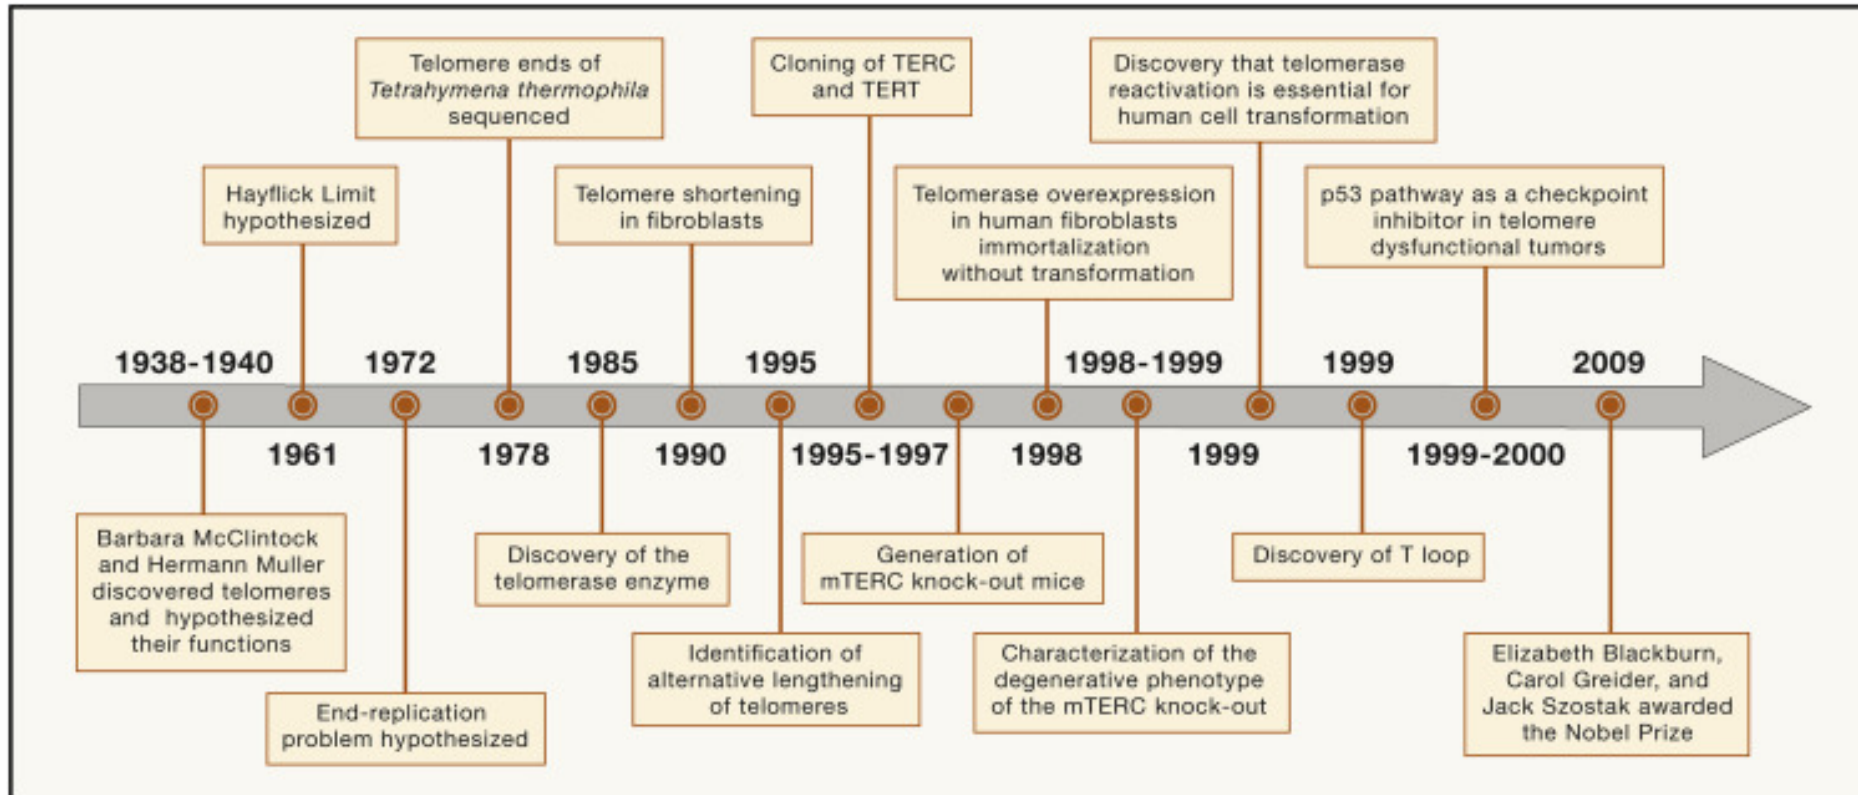 Telomere ends of
Tetrahymena thermophila
sequenced
Cloning of TERC
and TERT
Discovery that telomerase
reactivation is essential for
human cell transformation
Hayflick Limit
hypothesized
Telomere shortening
in fibroblasts
Telomerase overexpression
in human fibroblasts
immortalization
without transformation
p53 pathway as a checkpoint
inhibitor in telomere
dysfunctional tumors
1938-1940
1972
1985
1995
1998-1999
1999
2009
1961
1978
1990
1995-1997
1998
1999
1999-2000
Barbara McClintock
and Hermann Muller
discovered telomeres
and hypothesized
their functions
Discovery of the
telomerase enzyme
Generation of
mTERC knock-out mice
Discovery of T loop
End-replication
problem hypothesized
Identification of
alternative lengthening
of telomeres
Characterization of the
degenerative phenotype
of the mTERC knock-out
Elizabeth Blackburn,
Carol Greider, and
Jack Szostak awarded
the Nobel Prize